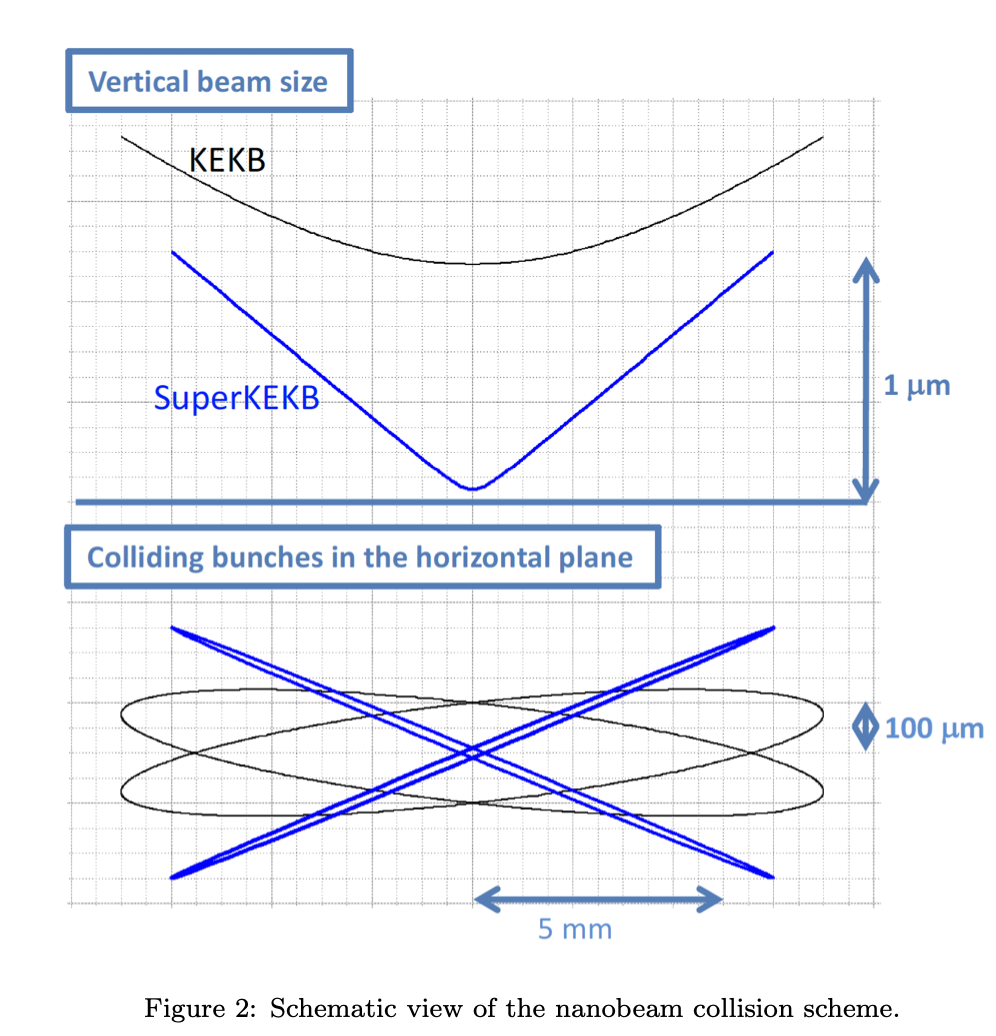 Vertical beam size
KEKB
SuperKEKB
1 μm
Colliding bunches in the horizontal plane
100 μm
5 mm
Figure 2: Schematic view of the nanobeam collision scheme.